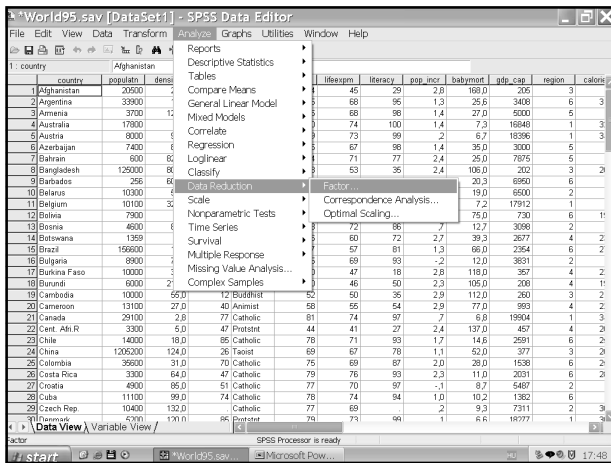 *World95.sav [DataSet1] - SPSS Data Editor
File Edit View Data Transform Analyze Graphs Utilities Window Help
1 : country Afghanistan
Reports
Descriptive Statistics
Tables
Compare Means
General Linear Model
Mixed Models
Correlate
Regression
Loglinear
Classify
Data Reduction
Scale
Nonparametric Tests
Time Series
Survival
Multiple Response
Missing Value Analysis...
Complex Samples
Factor...
Correspondence Analysis...
Optimal Scaling...
country populatn lifeexpm literacy pop_incr babymort gdp_cap region
1 Afghanistan 20500 45 29 2,8 168,0 205 3
2 Argentina 33900 68 95 1,3 25,6 3408 6
3 Armenia 3700 68 98 1,4 27,0 5000 5
4 Australia 17800 74 100 1,4 7,3 16848 1
5 Austria 8000 73 99 ,2 6,7 18396 1
6 Azerbaijan 7400 67 98 1,4 35,0 3000 5
7 Bahrain 600 71 77 2,4 25,0 7875 5
8 Bangladesh 125000 53 35 2,4 106,0 202 3
9 Barbados 256 20,3 6950 6
10 Belarus 10300 19,0 6500 2
11 Belgium 10100 7,2 17912 1
12 Bolivia 7900 75,0 730 6
13 Bosnia 4600 72 86 ,7 12,7 3098 2
14 Botswana 1359 60 72 2,7 39,3 2677 4
15 Brazil 156600 57 81 1,3 66,0 2354 6
16 Bulgaria 8900 69 93 -,2 12,0 3831 2
17 Burkina Faso 10000 47 18 2,8 118,0 357 4
18 Burundi 6000 46 50 2,3 105,0 208 4
19 Cambodia 10000 55,0 12 Buddhist 52 50 35 2,9 112,0 260 3
20 Cameroon 13100 27,0 40 Animist 58 55 54 2,9 77,0 993 4
21 Canada 29100 2,8 77 Catholic 81 74 97 ,7 6,8 19904 1
22 Cent. Afri.R 3300 5,0 47 Protstnt 44 41 27 2,4 137,0 457 4
23 Chile 14000 18,0 85 Catholic 78 71 93 1,7 14,6 2591 6
24 China 1205200 124,0 26 Taoist 69 67 78 1,1 52,0 377 3
25 Colombia 35600 31,0 70 Catholic 75 69 87 2,0 28,0 1538 6
26 Costa Rica 3300 64,0 47 Catholic 79 76 93 2,3 11,0 2031 6
27 Croatia 4900 85,0 51 Catholic 77 70 97 -,1 8,7 5487 2
28 Cuba 11100 99,0 74 Catholic 78 74 94 1,0 10,2 1382 6
29 Czech Rep. 10400 132,0 . Catholic 77 69 ,2 9,3 7311 2
30 Denmark 5200 120,0 85 Protstnt 79 73 99 ,1 6,6 18277 1
Data View Variable View
Factor SPSS Processor is ready
start *World95.sav... Microsoft Pow... 17:48